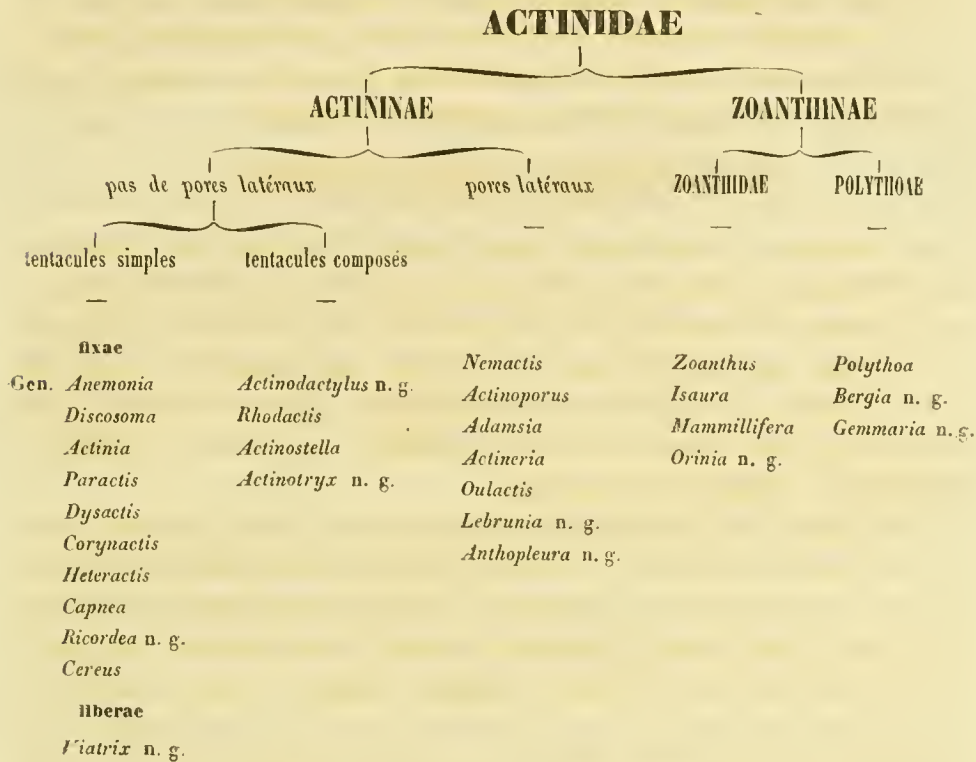 ACTINIDAE
ACTININAE ZOANTHINAE
pas de pores latéraux pores latéraux ZOANTHIDAE POLYTHOAE
tentacules simples tentacules composés
fixae
Gen. Anemonia Actinodactylus n. g. Nemactis Zoanthus Polythoa
Discosoma Rhodactis Actinoporus Isaura Bergia n. g.
Actinia Actinostella Adamsia Mammillifera Gemmaria n. g.
Paractis Actinotryx n. g. Actineria Orinia n. g.
Dysactis Oulactis
Corynactis Lebrunia n. g.
Heteractis Anthopleura n. g.
Capnea
Ricordea n. g.
Cereus
liberae
Viatrix n. g.